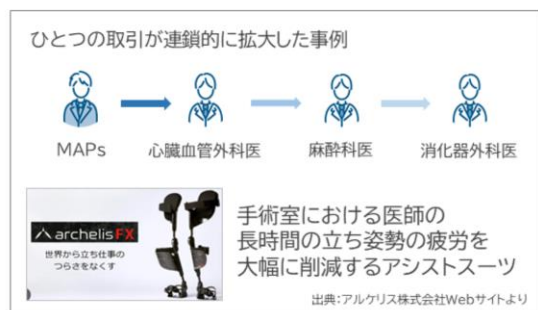 ひとつの取引が連鎖的に拡大した事例
MAPs
心臓血管外科医
麻酔科医
消化器外科医
archelisFX
世界から立ち仕事の
つらさをなくす
手術室における医師の
長時間の立ち姿勢の疲労を
大幅に削減するアシストスーツ
出典：アルケリス株式会社Webサイトより